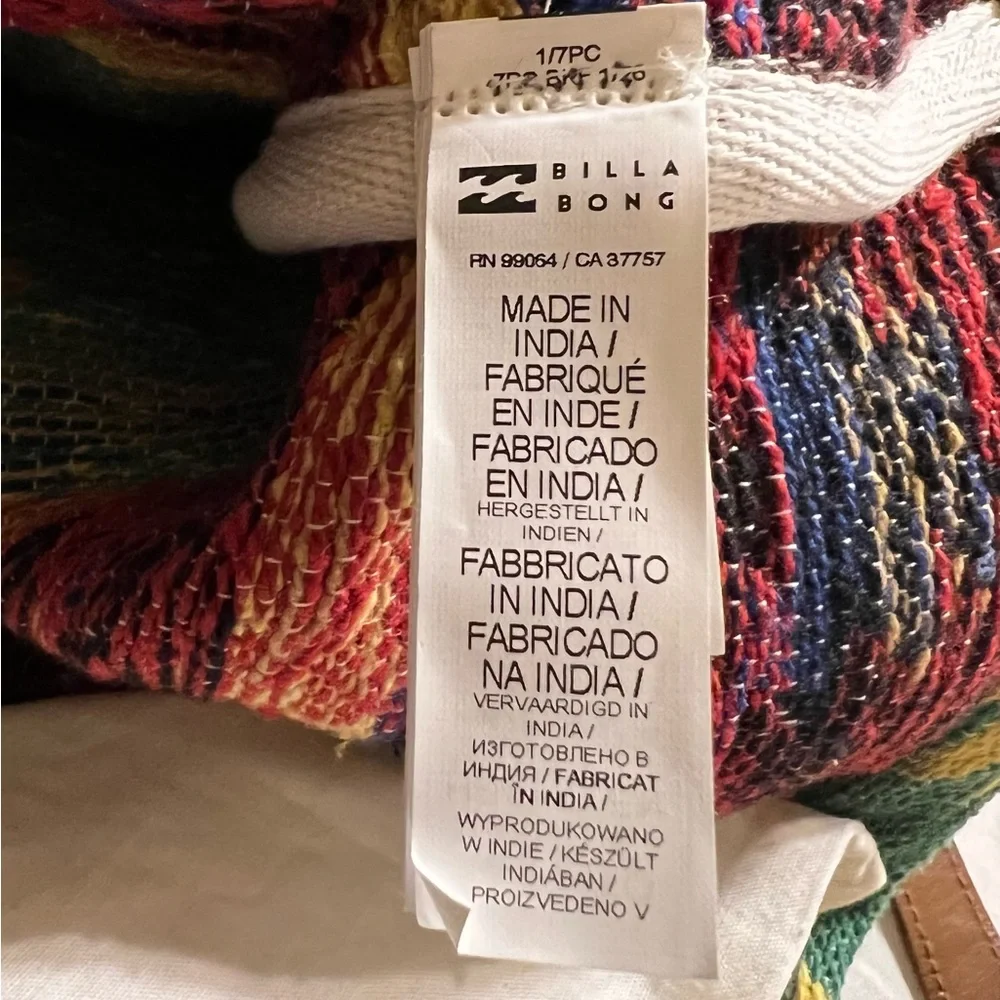 1/7PC
BILLA
BONG
RN 99064 / CA 37757
MADE IN
INDIA /
FABRIQUÉ
EN INDE /
FABRICADO
EN INDIA /
HERGESTELLT IN
INDIEN /
FABBRICATO
IN INDIA /
FABRICADO
NA INDIA /
VERVAARDIGD IN
INDIA /
ИЗГОТОВЛЕНО В
ИНДИЯ / FABRICAT
ÎN INDIA /
WYPRODUKOWANO
W INDIE / KÉSZÜLT
INDIÁBAN /
PROIZVEDENO V